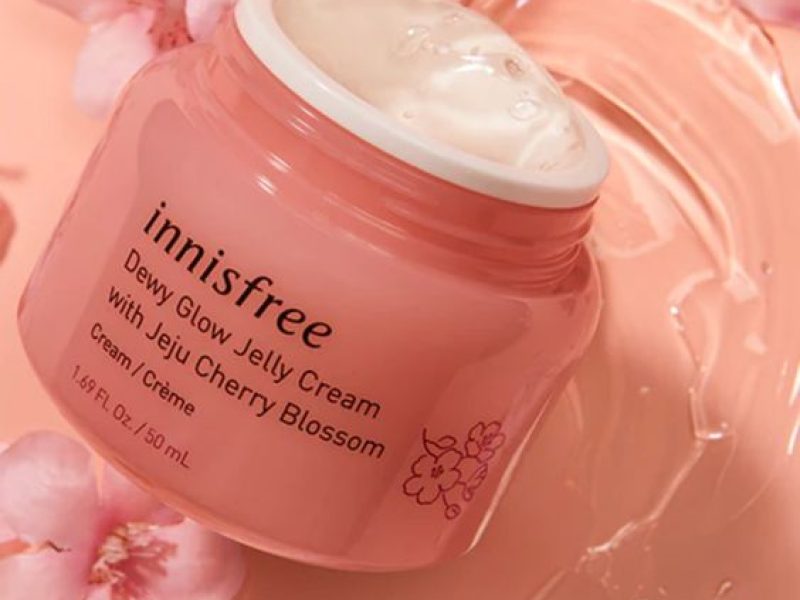 innisfree
Dewy Glow Jelly Cream
with Jeju Cherry Blossom
Cream / Crème
1.69 FL. Oz. / 50 mL